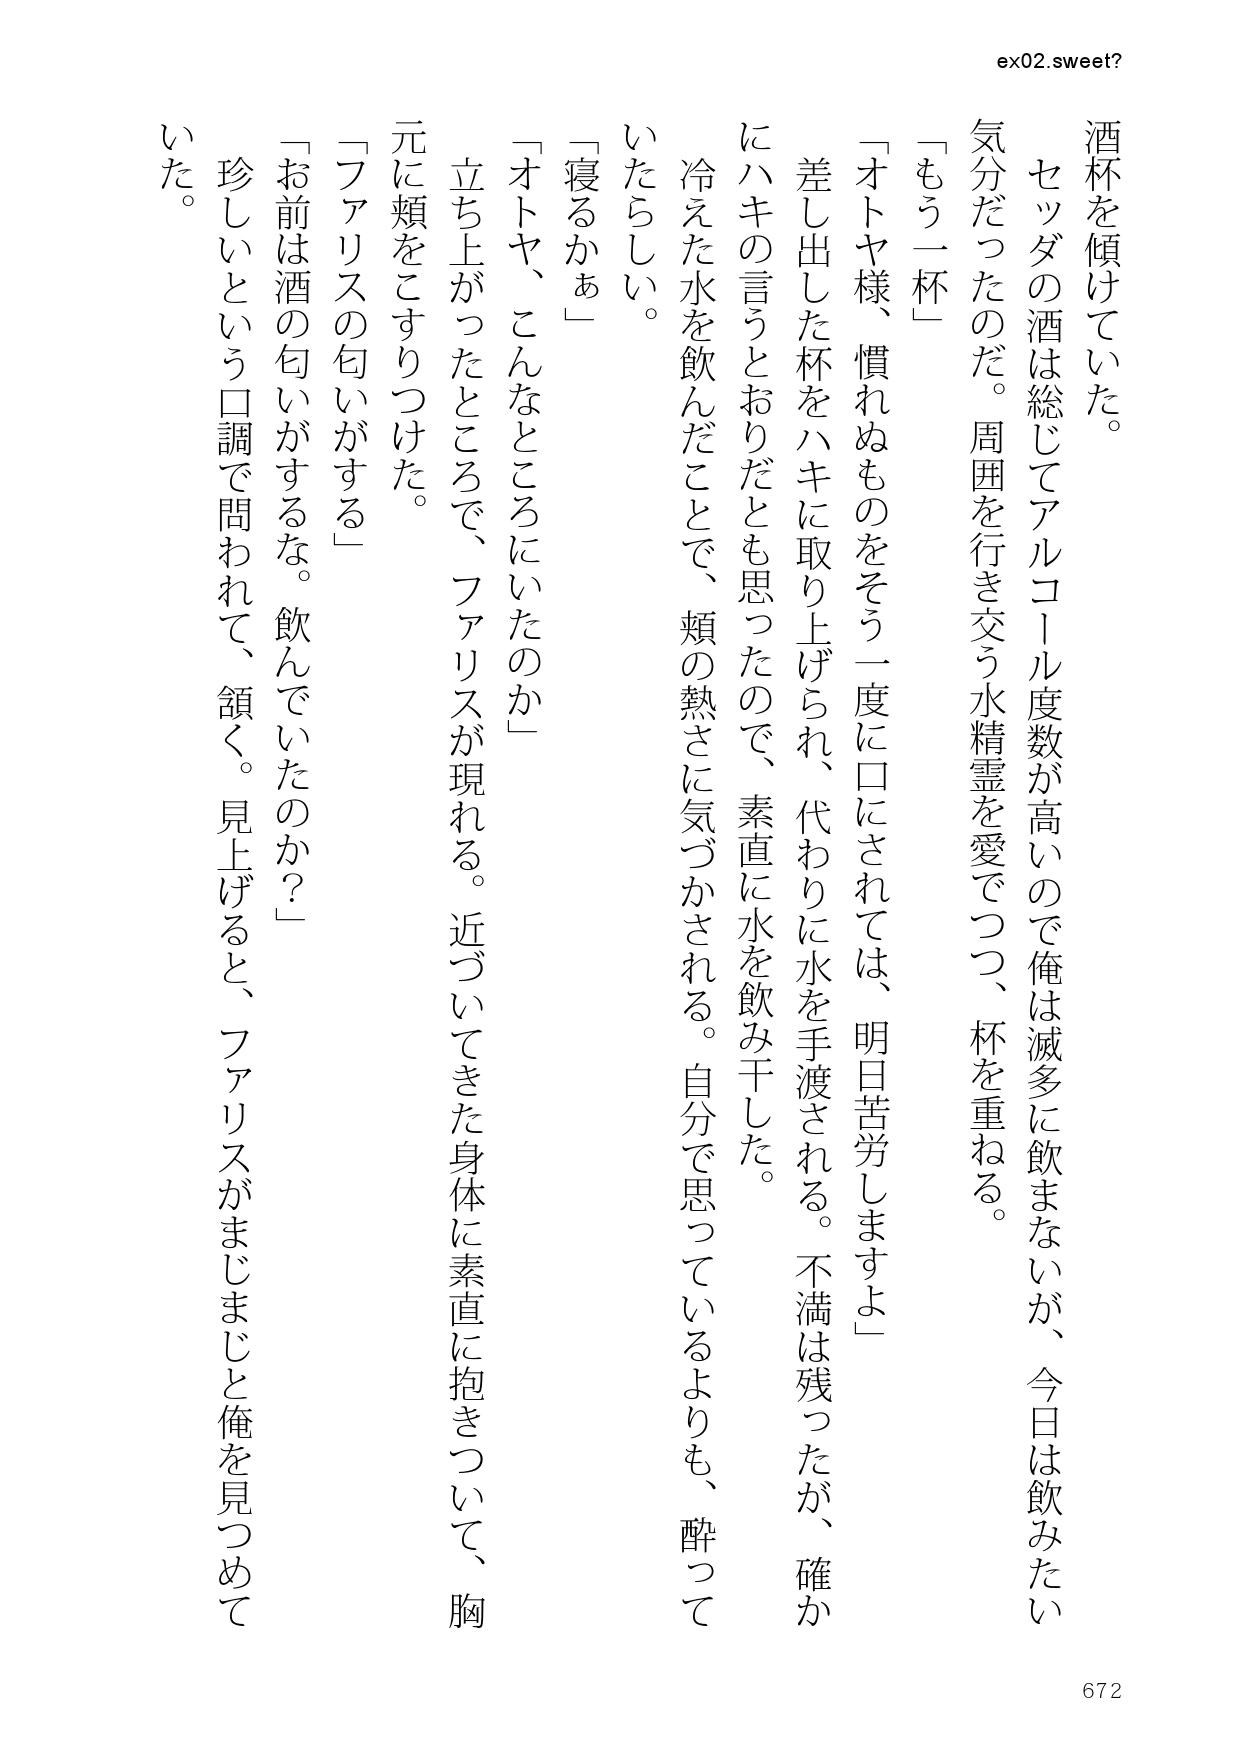 ex02.sweet?
酒杯を傾けていた。
　セッダの酒は総じてアルコール度数が高いので俺は滅多に飲まないが、今日は飲みたい
気分だったのだ。周囲を行き交う水精霊を愛でつつ、杯を重ねる。
「もう一杯」
「オトヤ様、慣れぬものをそう一度に口にされては、明日苦労しますよ」
　差し出した杯をハキに取り上げられ、代わりに水を手渡される。不満は残ったが、確か
にハキの言うとおりだとも思ったので、素直に水を飲み干した。
　冷えた水を飲んだことで、頬の熱さに気づかされる。自分で思っているよりも、酔って
いたらしい。
「寝るかぁ」
「オトヤ、こんなところにいたのか」
　立ち上がったところで、ファリスが現れる。近づいてきた身体に素直に抱きついて、胸
元に頬をこすりつけた。
「ファリスの匂いがする」
「お前は酒の匂いがするな。飲んでいたのか？」
　珍しいという口調で問われて、頷く。見上げると、ファリスがまじまじと俺を見つめて
いた。
672